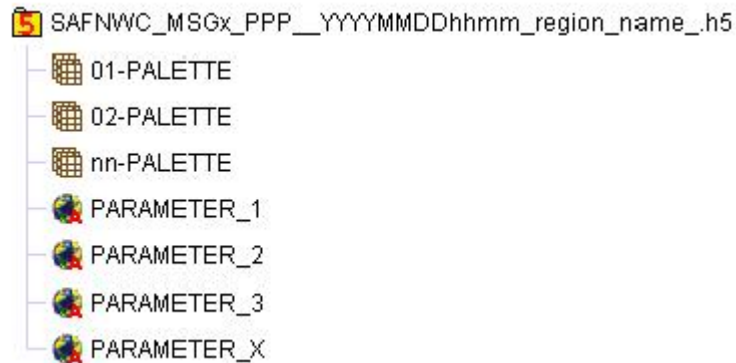 SAFNWC_MSGx_PPP__YYYYMMDDhhmm_region_name_.h5
01-PALETTE
02-PALETTE
nn-PALETTE
PARAMETER_1
PARAMETER_2
PARAMETER_3
PARAMETER_X